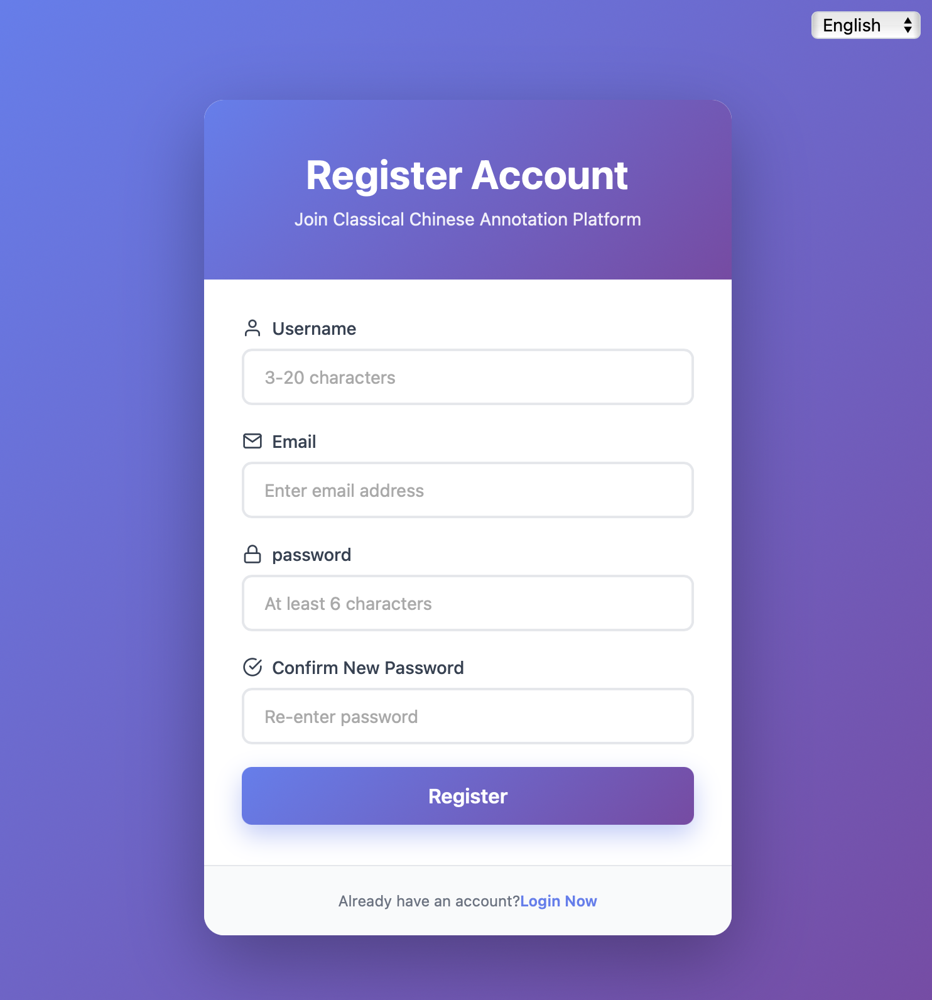 English
Register Account
Join Classical Chinese Annotation Platform
Username
3-20 characters
Email
Enter email address
password
At least 6 characters
Confirm New Password
Re-enter password
Register
Already have an account?Login Now